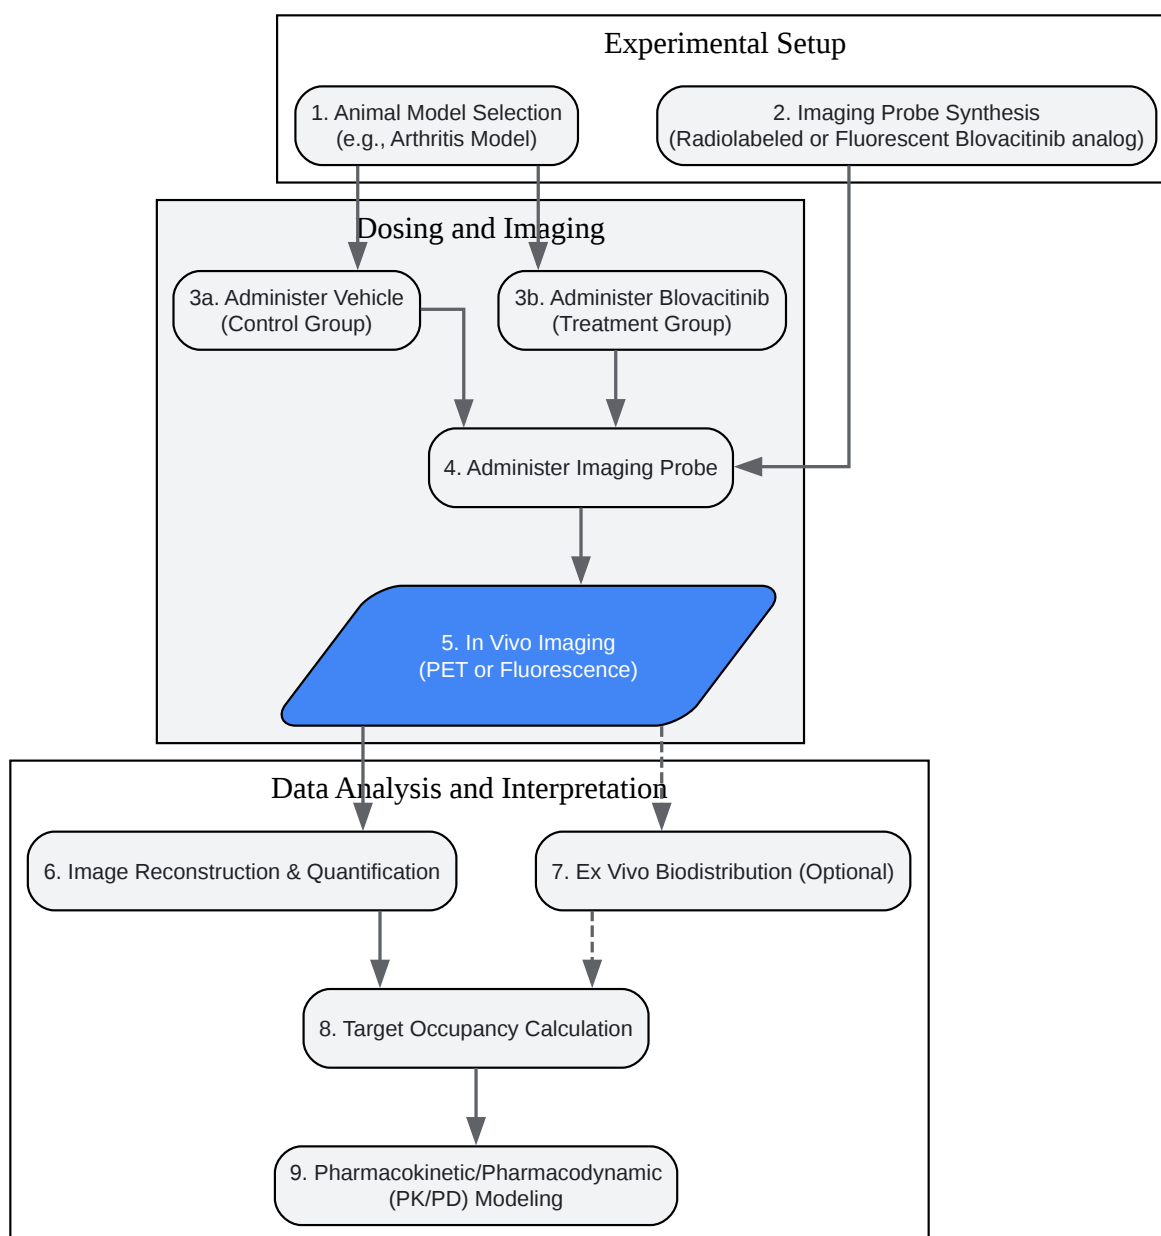 Experimental Setup
1. Animal Model Selection
(e.g., Arthritis Model)
2. Imaging Probe Synthesis
(Radiolabeled or Fluorescent Blovacitinib analog)
Dosing and Imaging
3a. Administer Vehicle
(Control Group)
3b. Administer Blovacitinib
(Treatment Group)
4. Administer Imaging Probe
5. In Vivo Imaging
(PET or Fluorescence)
Data Analysis and Interpretation
6. Image Reconstruction & Quantification
7. Ex Vivo Biodistribution (Optional)
8. Target Occupancy Calculation
9. Pharmacokinetic/Pharmacodynamic
(PK/PD) Modeling